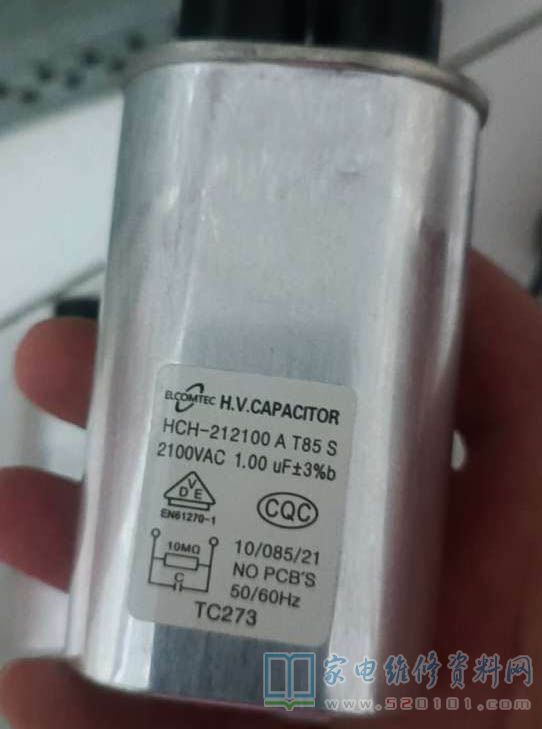 ELCOMTEC H.V.CAPACITOR
HCH-212100 A T85 S
2100VAC 1.00 uF±3%b
VDE
EN61270-1
CQC
10MΩ
C
10/085/21
NO PCB'S
50/60Hz
TC273
家电维修资料网
www.520101.com